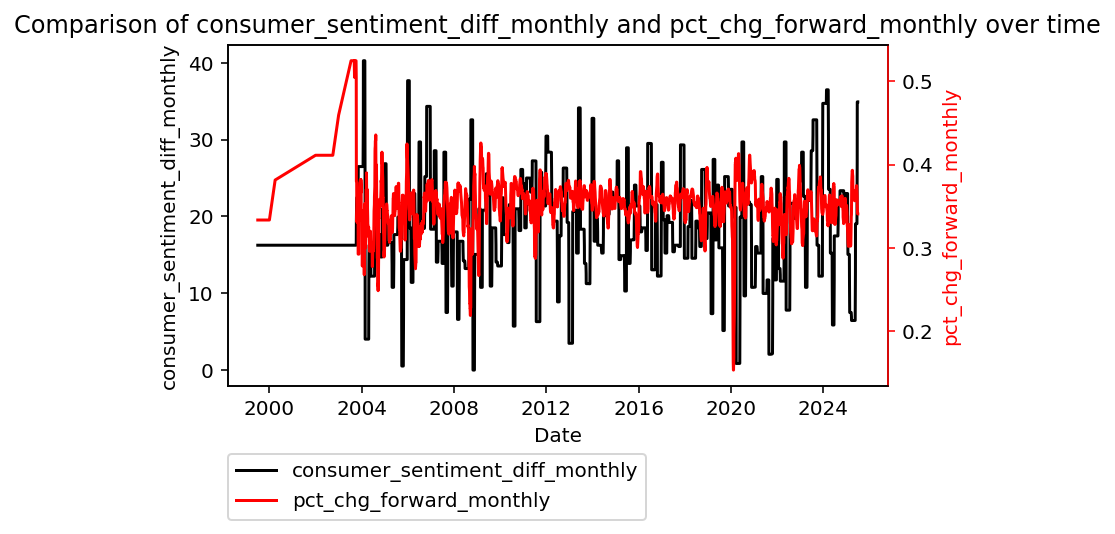 Comparison of consumer_sentiment_diff_monthly and pct_chg_forward_monthly over time
consumer_sentiment_diff_monthly
40
30
20
10
0
0.5
0.4
0.3
0.2
pct_chg_forward_monthly
2000 2004 2008 2012 2016 2020 2024
Date
consumer_sentiment_diff_monthly
pct_chg_forward_monthly